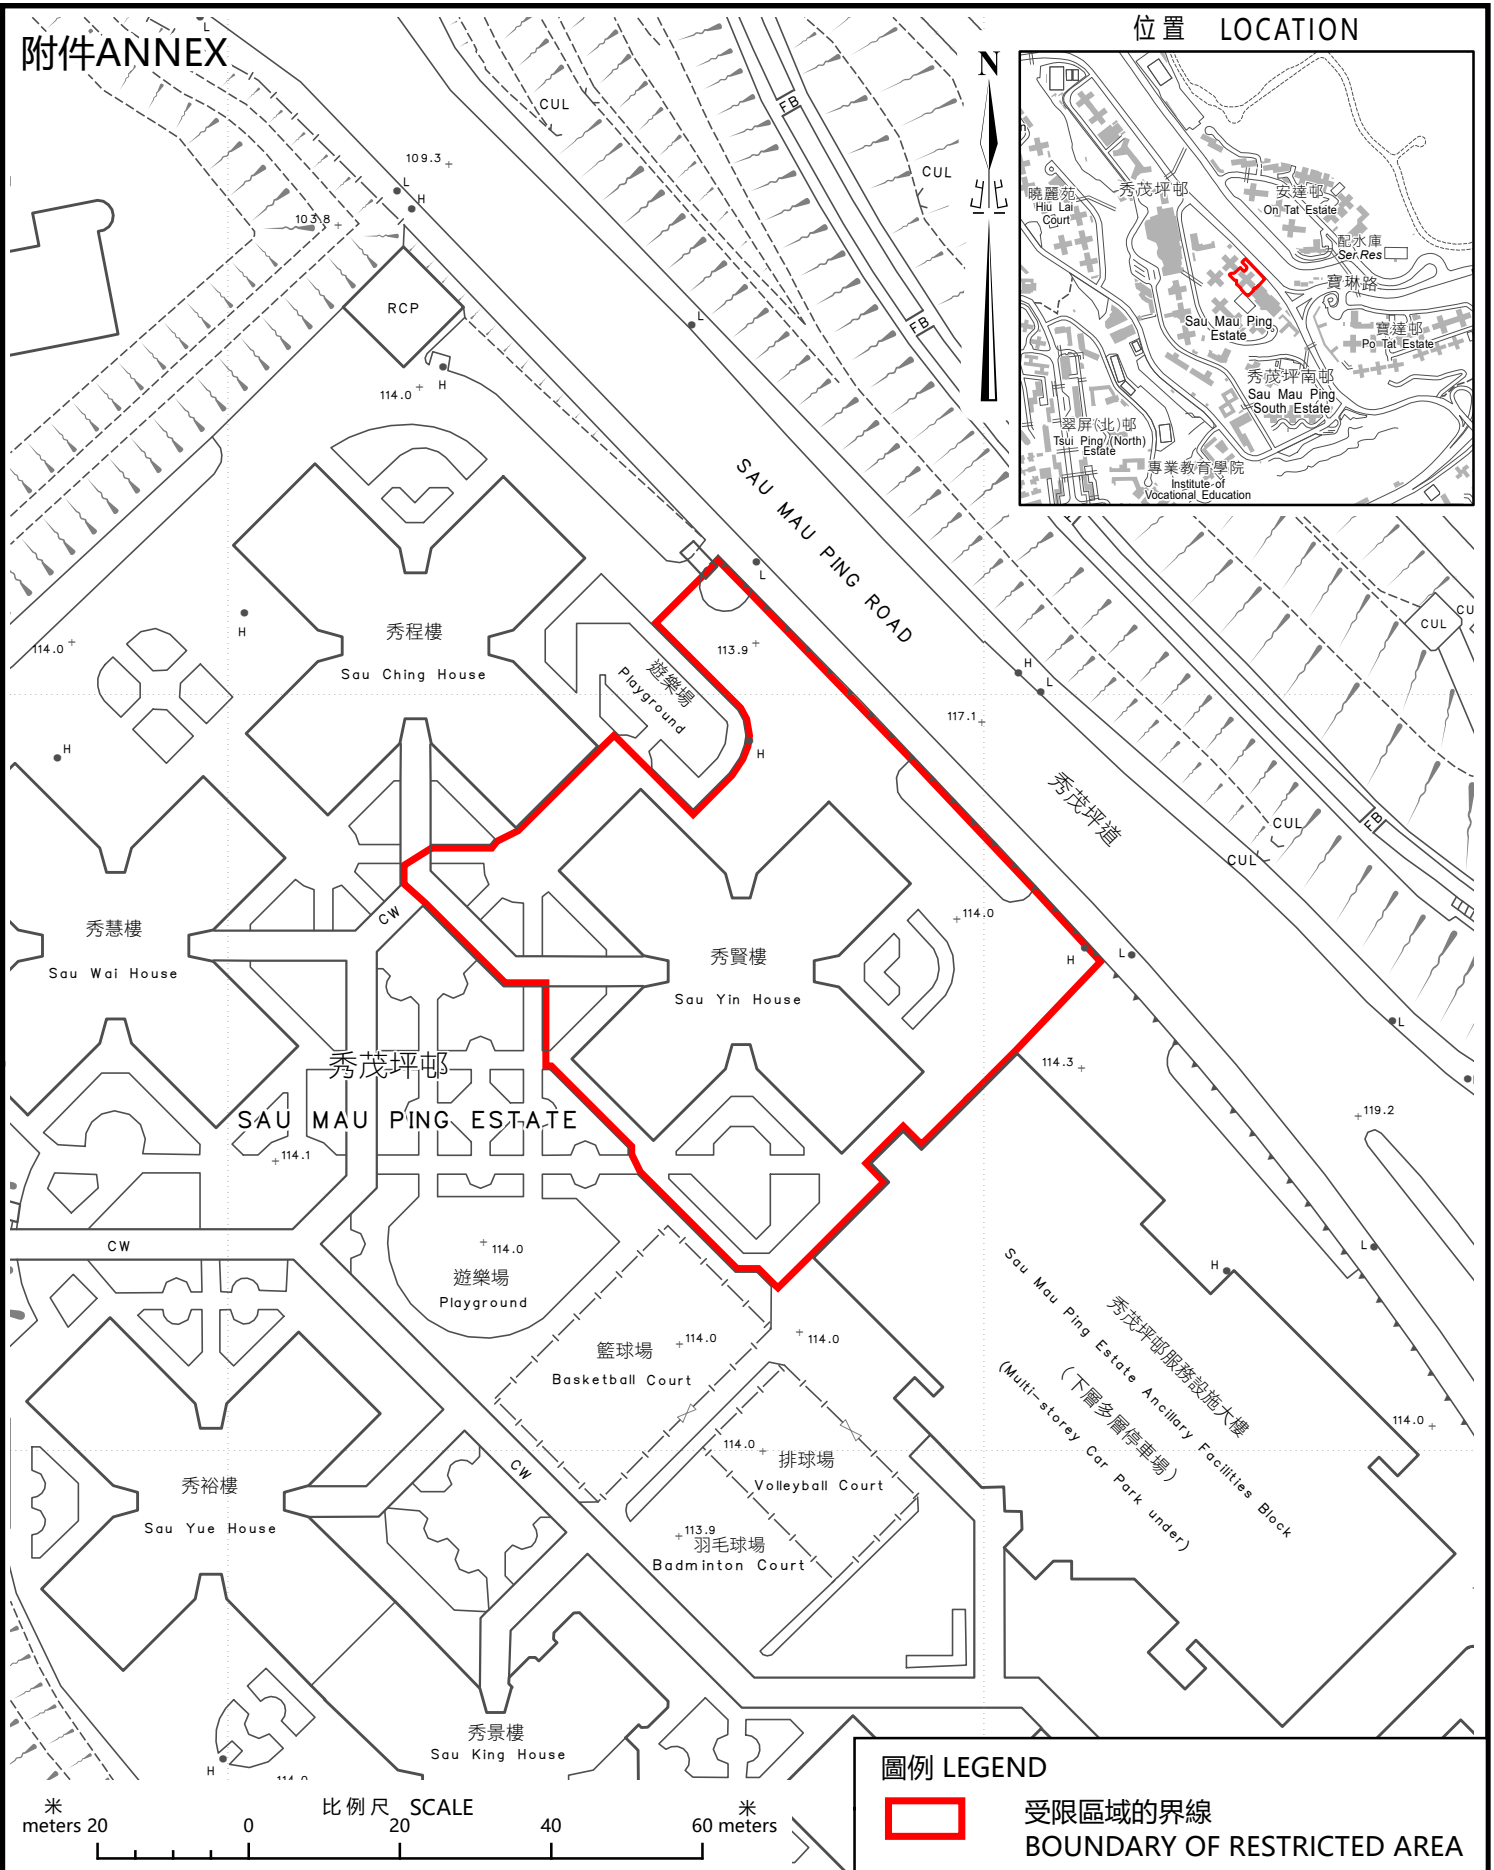 附件ANNEX
位置 LOCATION
N
北
曉麗苑
Hiu Lai
Court
秀茂坪邨
安達邨
On Tat Estate
配水庫
Ser Res
寶琳路
Sau Mau Ping
Estate
寶達邨
Po Tat Estate
秀茂坪南邨
Sau Mau Ping
South Estate
翠屏(北)邨
Tsui Ping (North)
Estate
專業教育學院
Institute of
Vocational Education
L
CUL
FB
CUL
109.3
L
H
103.8
RCP
L
FB
H
114.0
SAU MAU PING ROAD
L
H
114.0
秀程樓
Sau Ching House
113.9
遊樂場
Playground
CUL
CU
H
L
117.1
H
H
秀茂坪道
CUL
FB
CUL
CW
秀慧樓
Sau Wai House
114.0
秀賢樓
Sau Yin House
H
L
L
秀茂坪邨
SAU MAU PING ESTATE
114.3
119.2
114.1
CW
114.0
遊樂場
Playground
L
H
Sau Mau Ping Estate Ancillary Facilities Block
秀茂坪邨服務設施大樓
(下層多層停車場)
(Multi-storey Car Park under)
114.0
114.0
籃球場
Basketball Court
114.0
114.0
排球場
Volleyball Court
CW
秀裕樓
Sau Yue House
113.9
羽毛球場
Badminton Court
秀景樓
Sau King House
H
114.0
圖例 LEGEND
受限區域的界線
BOUNDARY OF RESTRICTED AREA
米 比例尺 SCALE 米
meters 20 0 20 40 60 meters